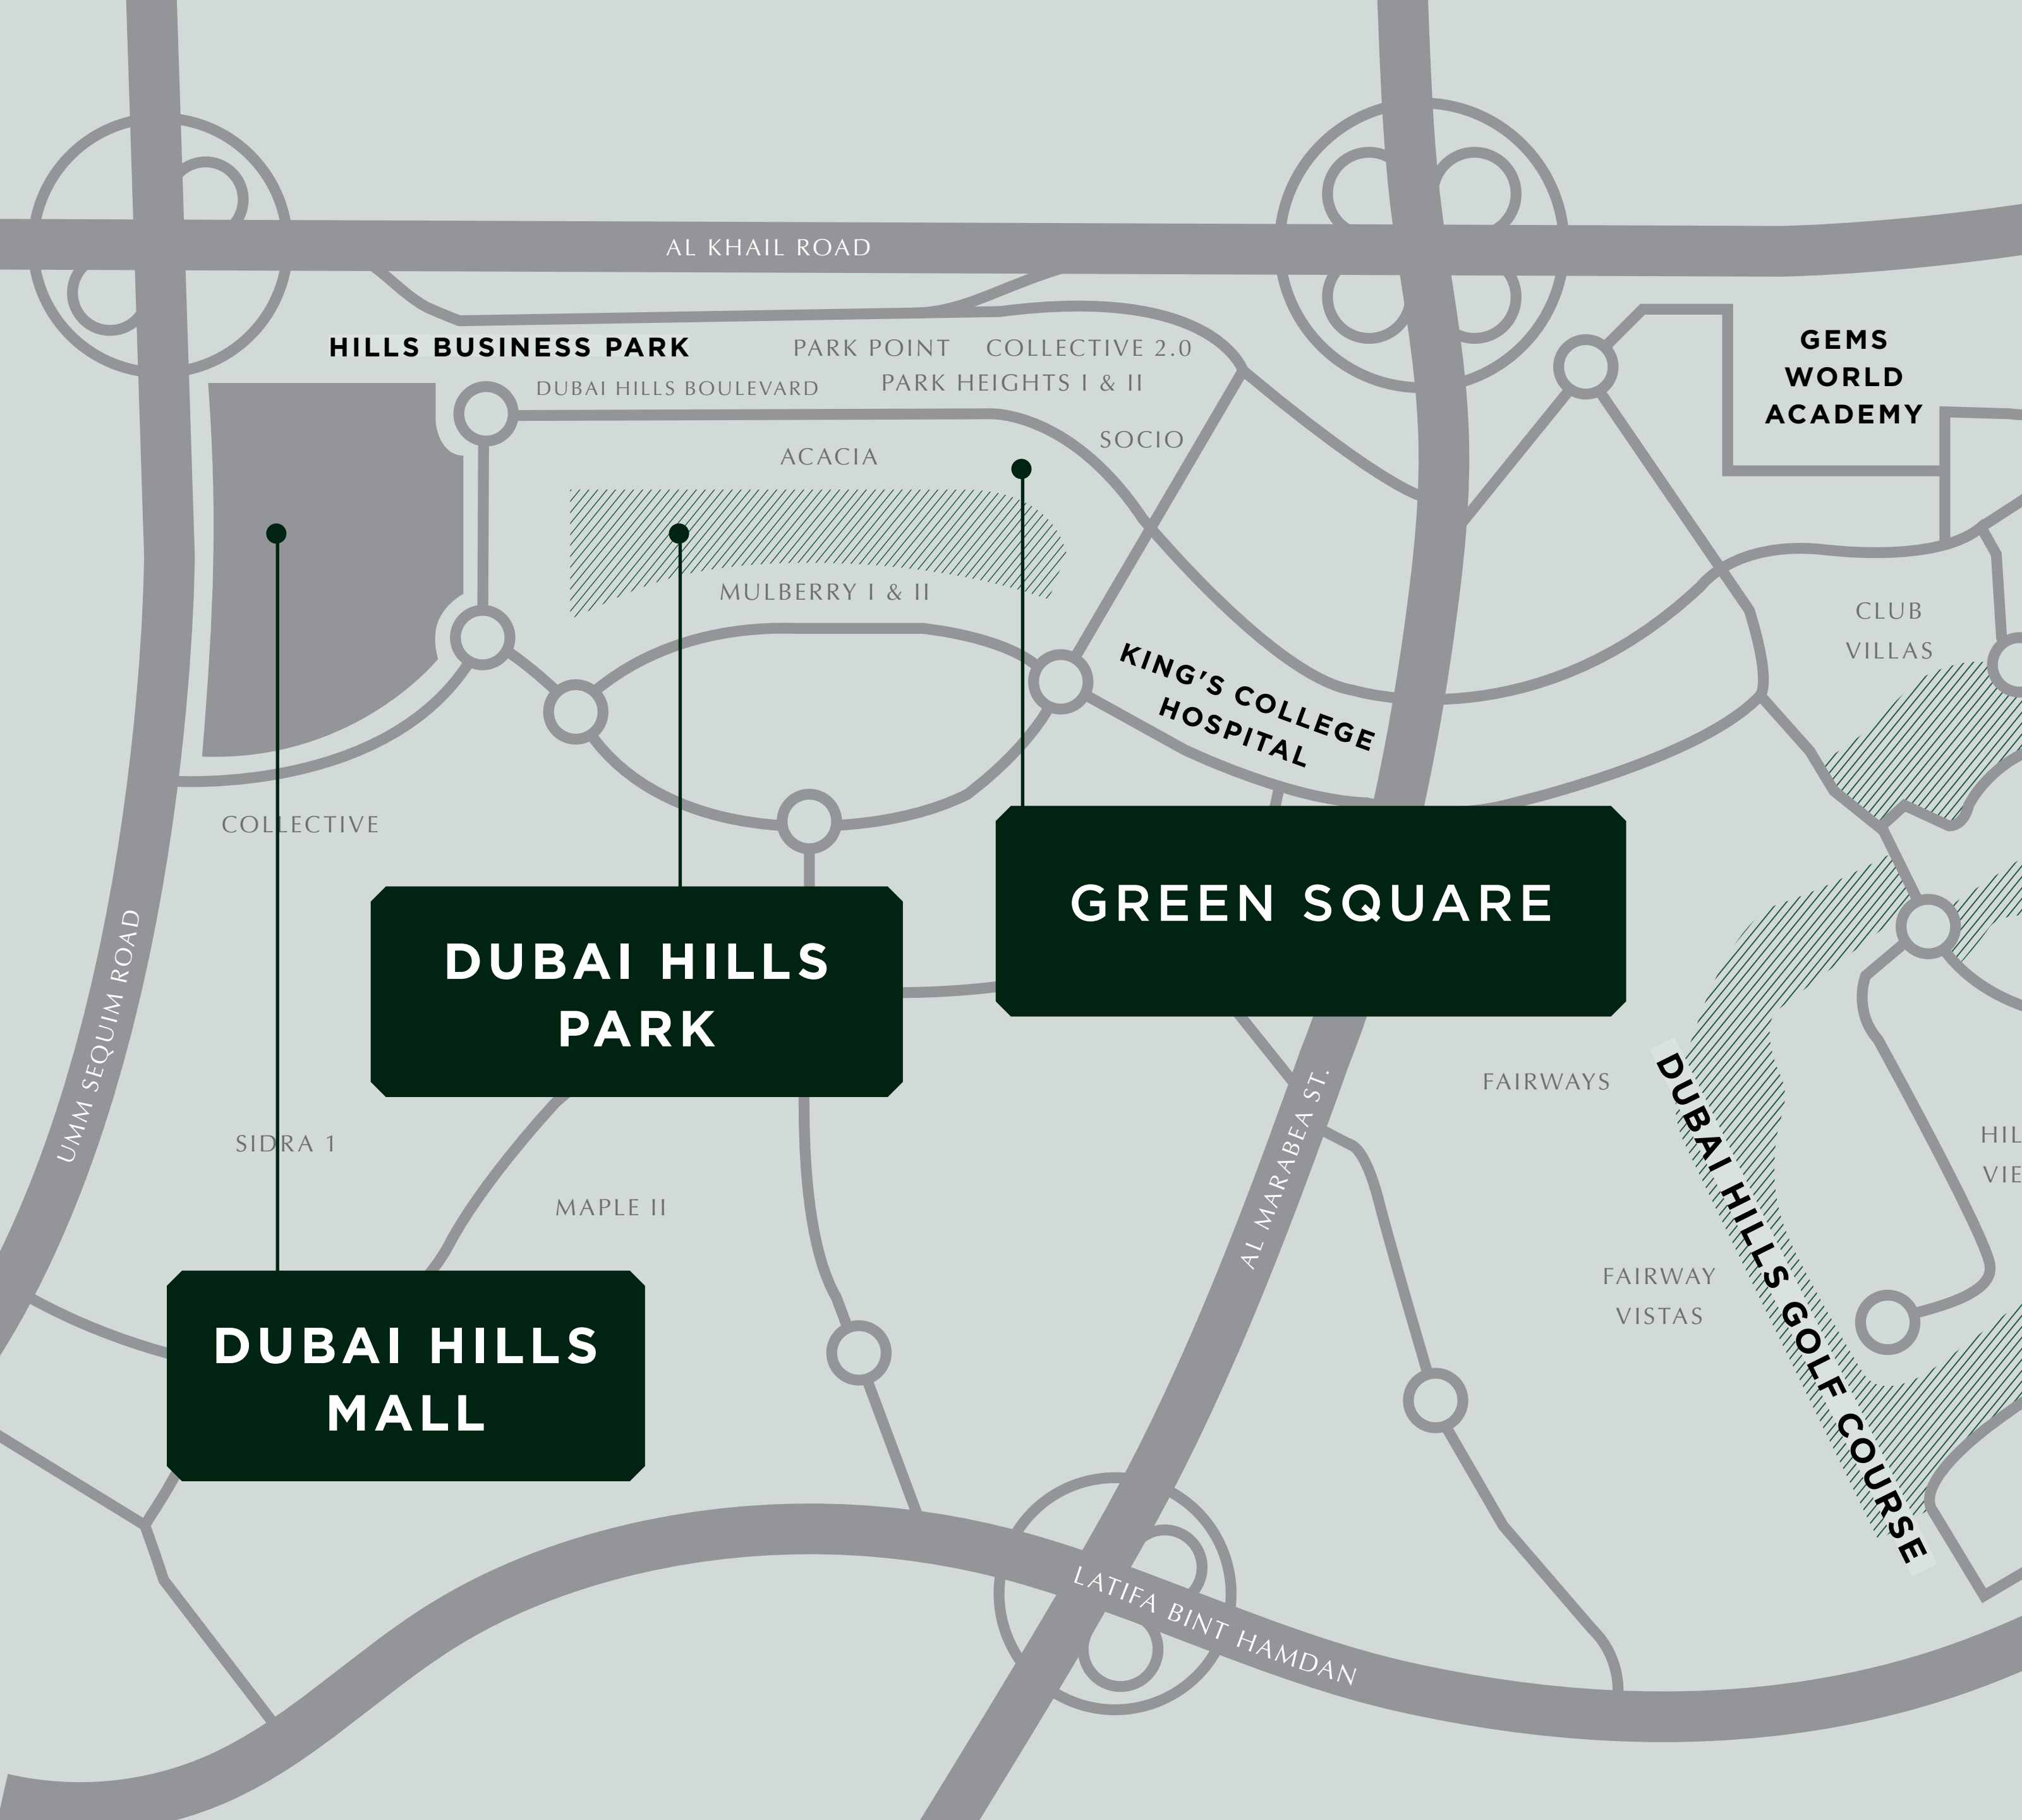 AL KHAIL ROAD
HILLS BUSINESS PARK
PARK POINT
COLLECTIVE 2.0
DUBAI HILLS BOULEVARD
PARK HEIGHTS I & II
GEMS
WORLD
ACADEMY
SOCIO
ACACIA
MULBERRY I & II
CLUB
VILLAS
KING'S COLLEGE
HOSPITAL
COLLECTIVE
GREEN SQUARE
DUBAI HILLS
PARK
UMM SEQUIM ROAD
SIDRA 1
MAPLE II
AL MARABEA ST.
FAIRWAYS
HIL
VIE
FAIRWAY
VISTAS
DUBAI HILLS GOLF COURSE
DUBAI HILLS
MALL
LATIFA BINT HAMDAN